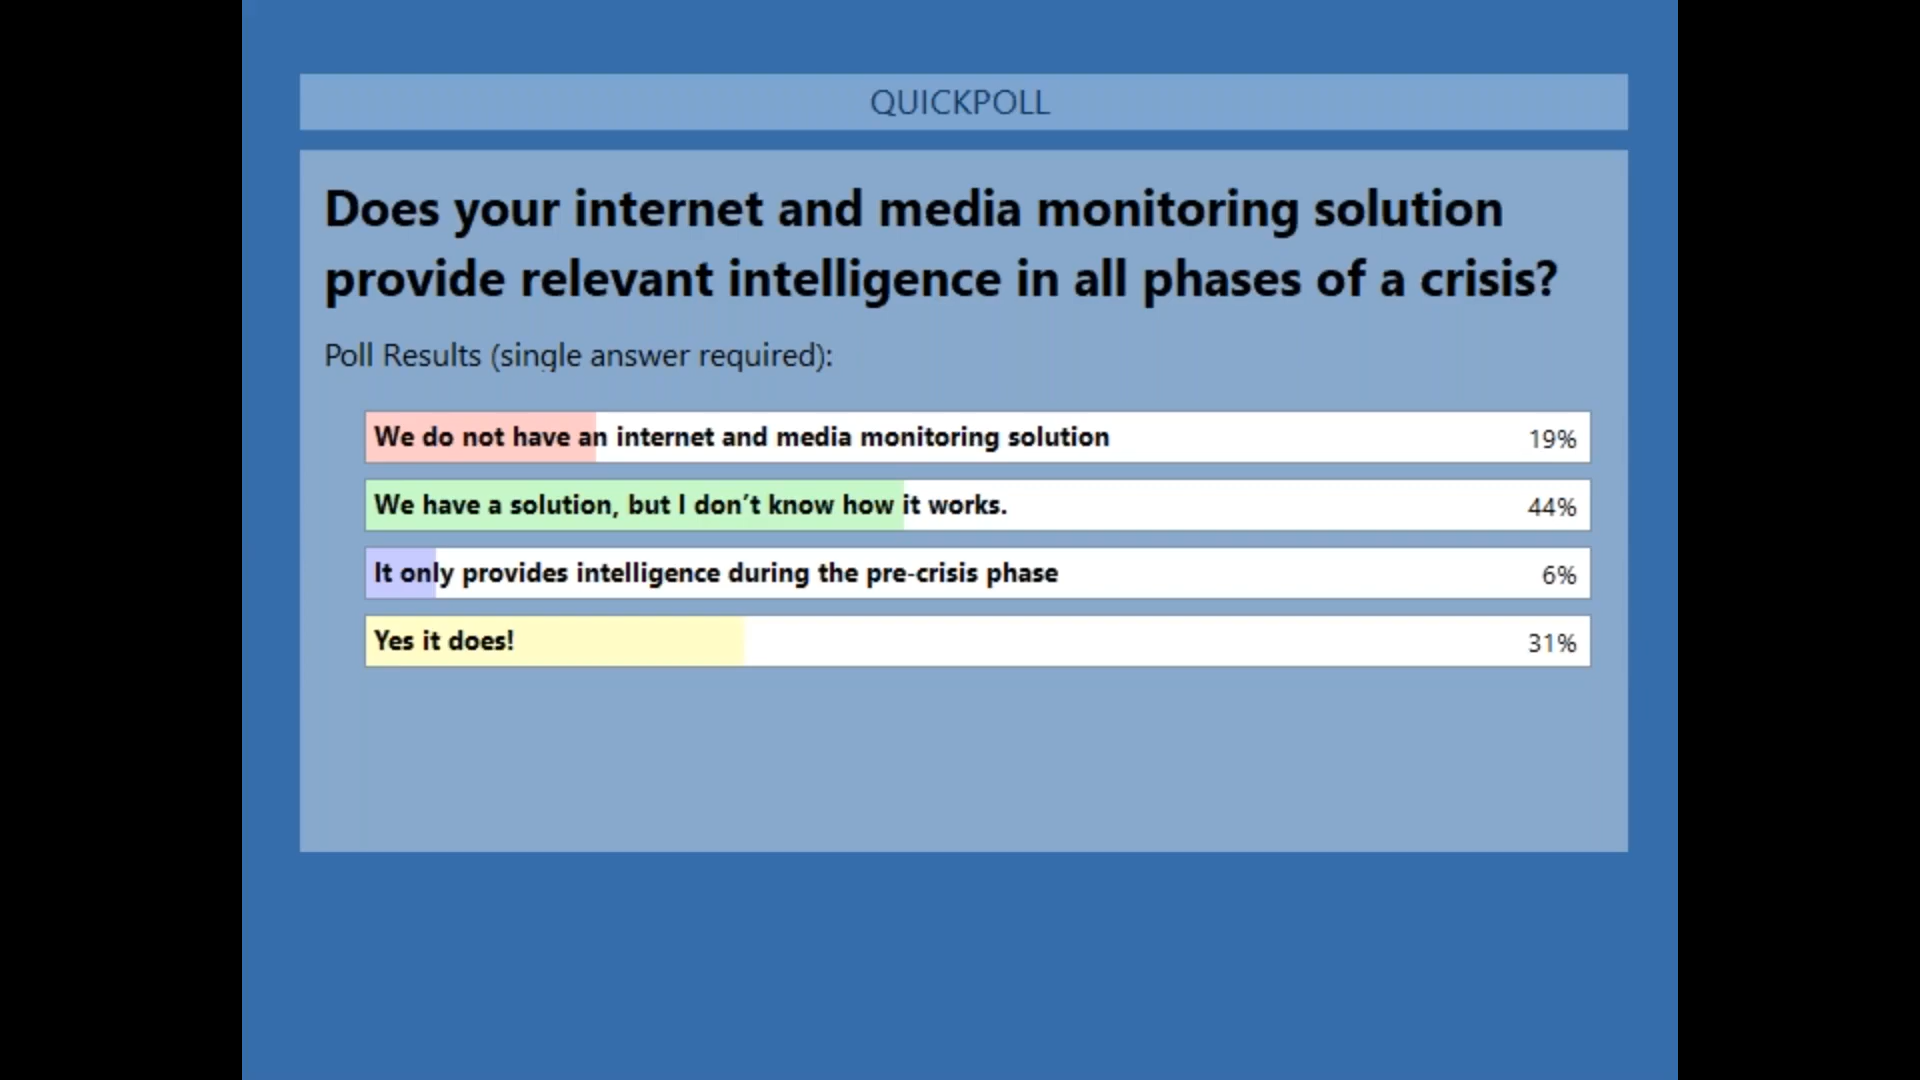 QUICKPOLL
Does your internet and media monitoring solution
provide relevant intelligence in all phases of a crisis?
Poll Results (single answer required):
We do not have an internet and media monitoring solution 19%
We have a solution, but I don’t know how it works. 44%
It only provides intelligence during the pre-crisis phase 6%
Yes it does! 31%